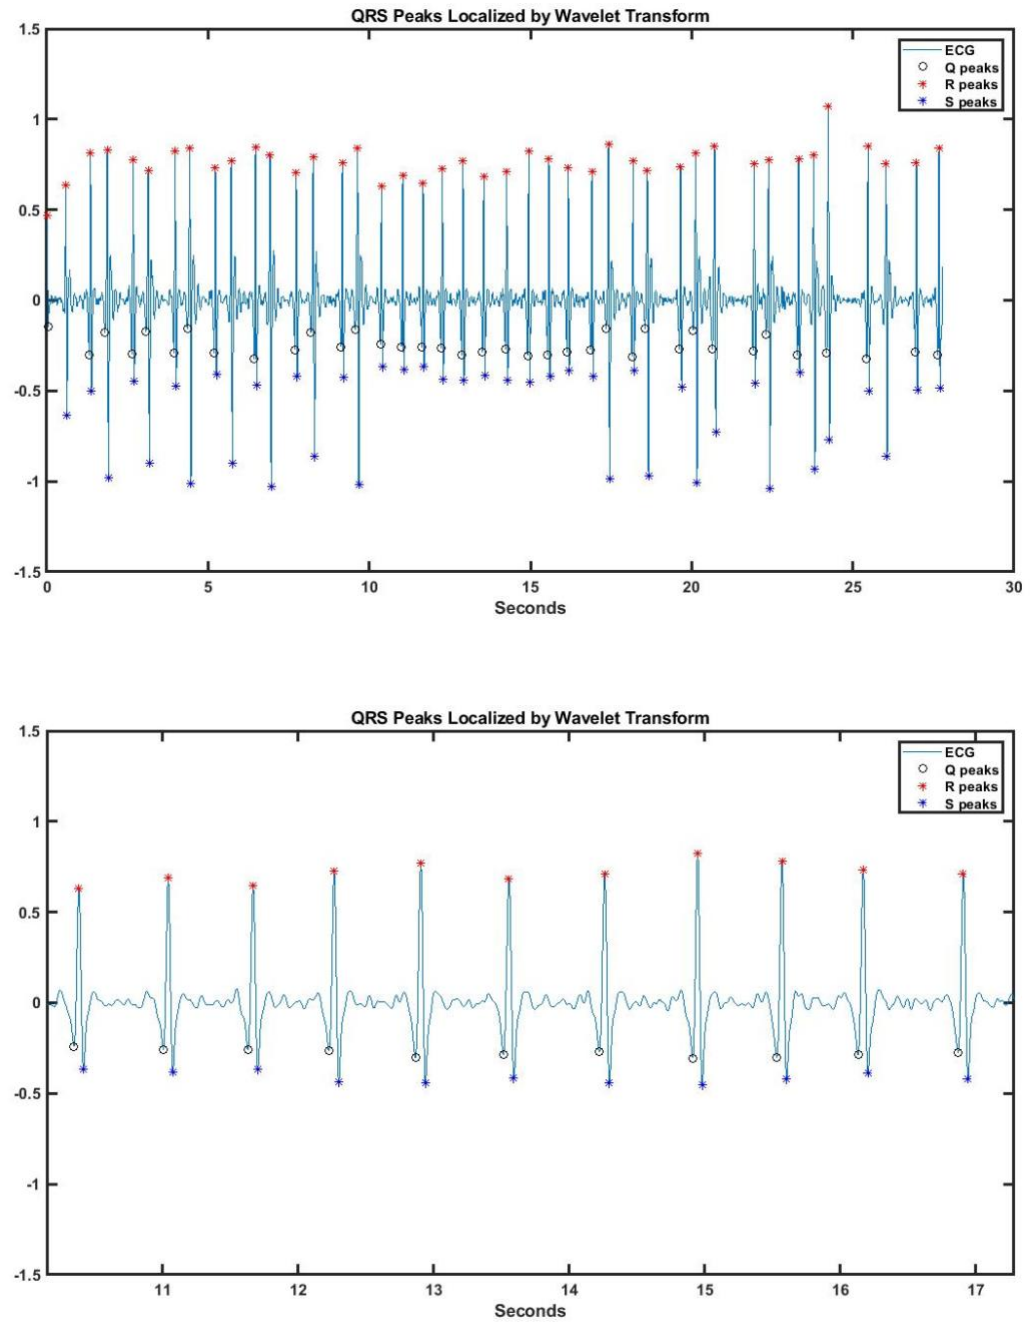 QRS Peaks Localized by Wavelet Transform
1.5
ECG
Q peaks
R peaks
S peaks
1
0.5
0
-0.5
-1
-1.5
0 5 10 15 20 25 30
Seconds
QRS Peaks Localized by Wavelet Transform
1.5
ECG
Q peaks
R peaks
S peaks
1
0.5
0
-0.5
-1
-1.5
11 12 13 14 15 16 17
Seconds